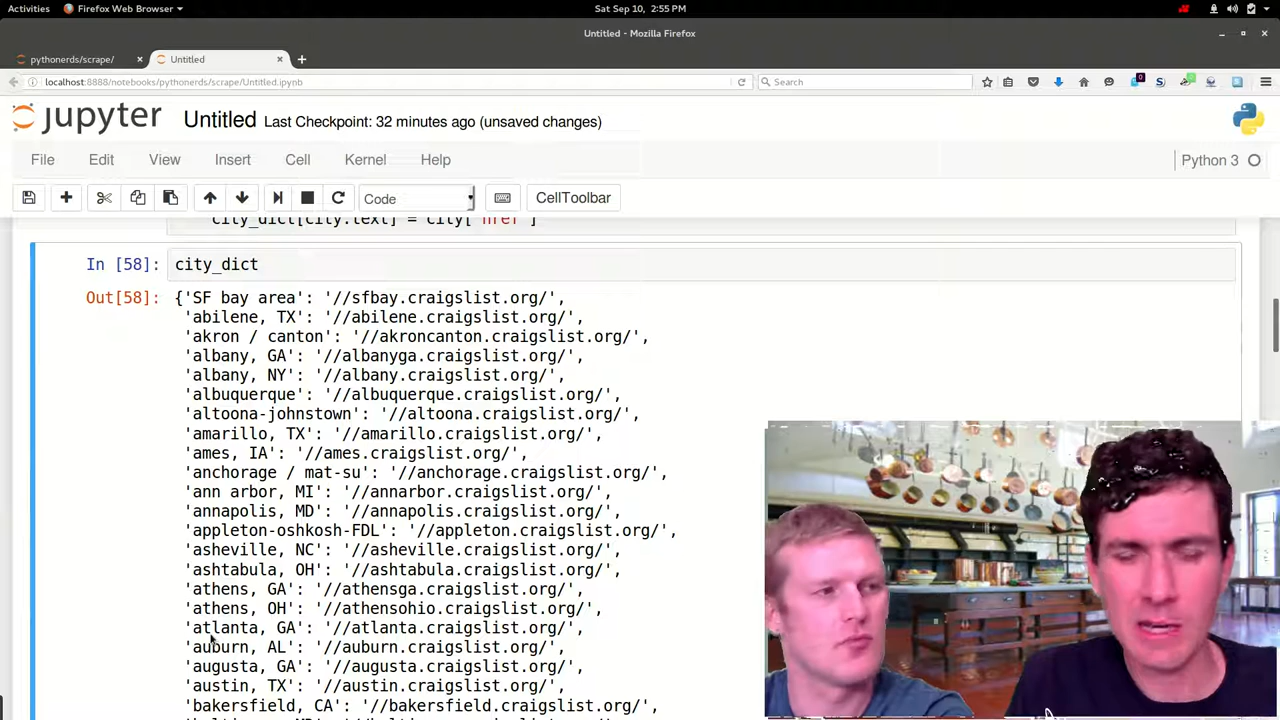 Activities Firefox Web Browser Sat Sep 10, 2:55 PM
Untitled - Mozilla Firefox
pythonerds/scrape/ Untitled
localhost:8888/notebooks/pythonerds/scrape/Untitled.ipynb Search
jupyter Untitled Last Checkpoint: 32 minutes ago (unsaved changes)
File Edit View Insert Cell Kernel Help Python 3
Code CellToolbar
city_dict[city.text] = city['href']
In [58]: city_dict
Out[58]: {'SF bay area': '//sfbay.craigslist.org/',
'abilene, TX': '//abilene.craigslist.org/',
'akron / canton': '//akroncanton.craigslist.org/',
'albany, GA': '//albanyga.craigslist.org/',
'albany, NY': '//albany.craigslist.org/',
'albuquerque': '//albuquerque.craigslist.org/',
'altoona-johnstown': '//altoona.craigslist.org/',
'amarillo, TX': '//amarillo.craigslist.org/',
'ames, IA': '//ames.craigslist.org/',
'anchorage / mat-su': '//anchorage.craigslist.org/',
'ann arbor, MI': '//annarbor.craigslist.org/',
'annapolis, MD': '//annapolis.craigslist.org/',
'appleton-oshkosh-FDL': '//appleton.craigslist.org/',
'asheville, NC': '//asheville.craigslist.org/',
'ashtabula, OH': '//ashtabula.craigslist.org/',
'athens, GA': '//athensga.craigslist.org/',
'athens, OH': '//athensohio.craigslist.org/',
'atlanta, GA': '//atlanta.craigslist.org/',
'auburn, AL': '//auburn.craigslist.org/',
'augusta, GA': '//augusta.craigslist.org/',
'austin, TX': '//austin.craigslist.org/',
'bakersfield, CA': '//bakersfield.craigslist.org/',